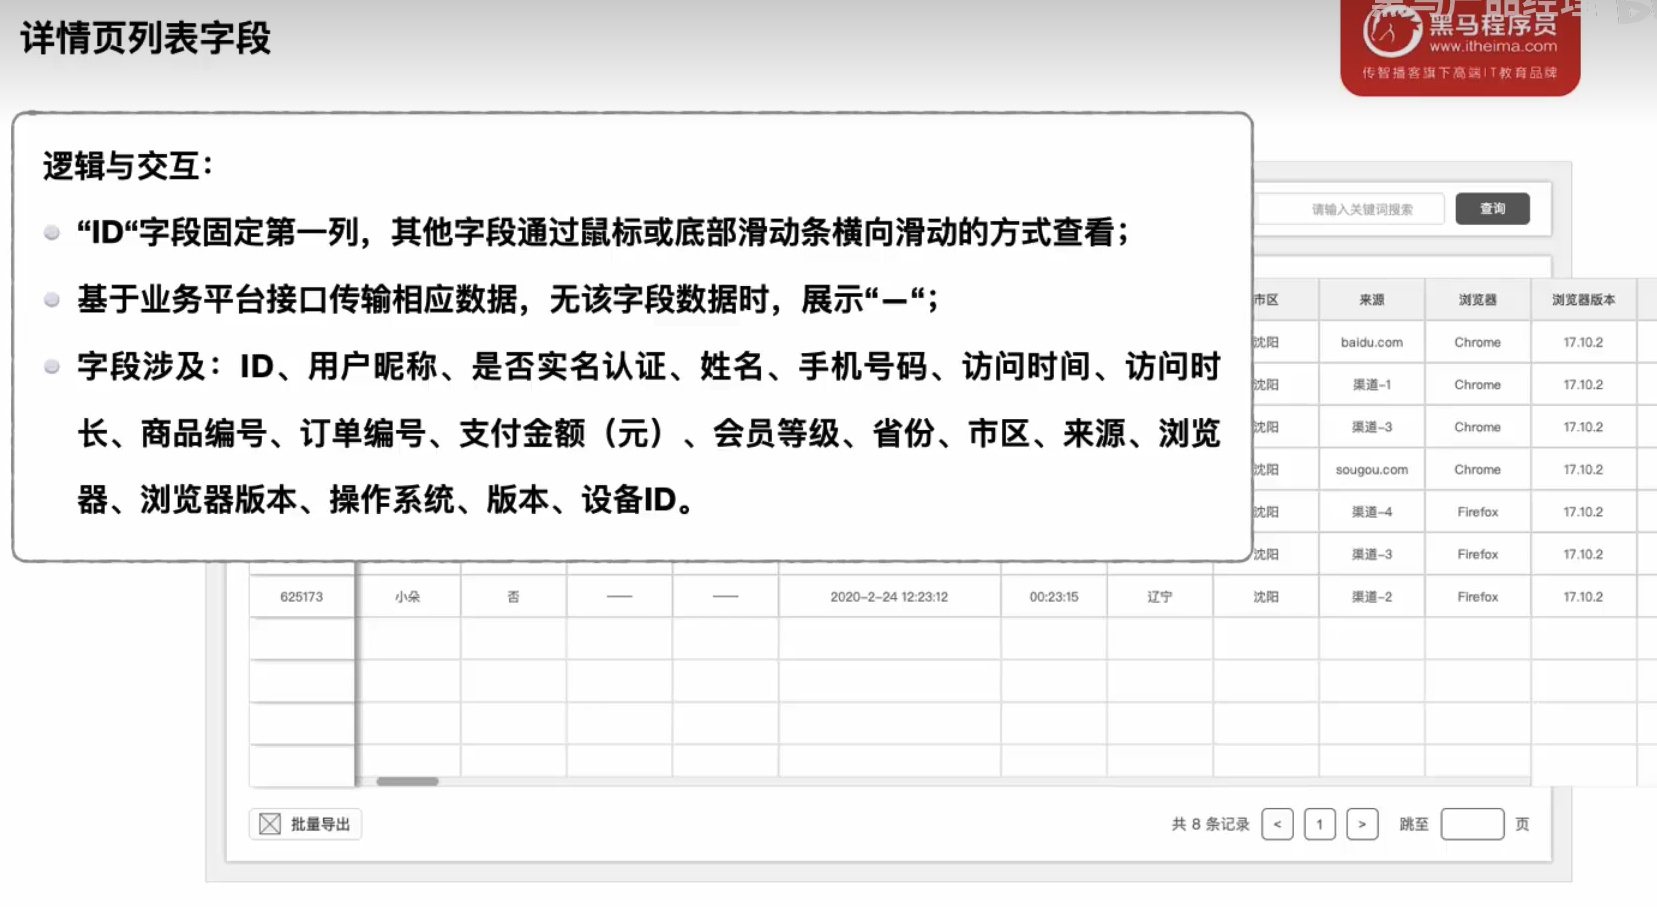 详情页列表字段
黑马产品经理
黑马程序员
www.itheima.com
传智播客旗下高端IT教育品牌
逻辑与交互：
“ID“字段固定第一列，其他字段通过鼠标或底部滑动条横向滑动的方式查看；
基于业务平台接口传输相应数据，无该字段数据时，展示“—“；
字段涉及：ID、用户昵称、是否实名认证、姓名、手机号码、访问时间、访问时
长、商品编号、订单编号、支付金额（元）、会员等级、省份、市区、来源、浏览
器、浏览器版本、操作系统、版本、设备ID。
请输入关键词搜索 查询
市区 来源 浏览器 浏览器版本
沈阳 baidu.com Chrome 17.10.2
沈阳 渠道-1 Chrome 17.10.2
沈阳 渠道-3 Chrome 17.10.2
沈阳 sougou.com Chrome 17.10.2
沈阳 渠道-4 Firefox 17.10.2
沈阳 渠道-3 Firefox 17.10.2
625173 小朵 否 —— —— 2020-2-24 12:23:12 00:23:15 辽宁 沈阳 渠道-2 Firefox 17.10.2
批量导出 共 8 条记录 < 1 > 跳至 页